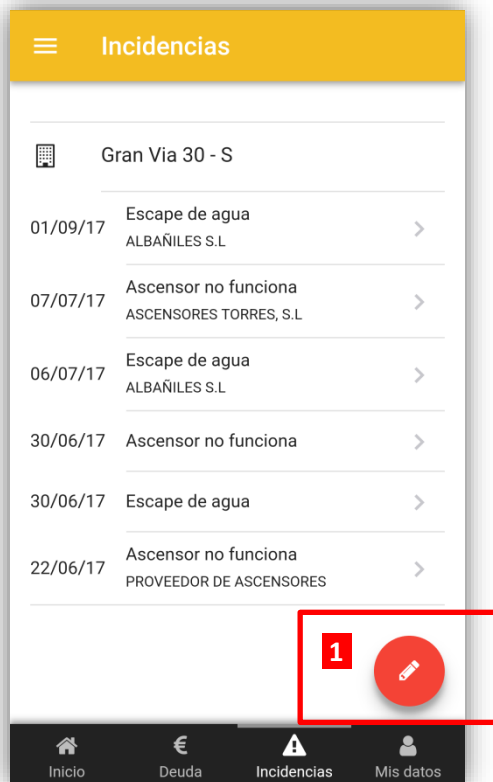 Incidencias
Gran Via 30 - S
01/09/17 Escape de agua
ALBAÑILES S.L
07/07/17 Ascensor no funciona
ASCENSORES TORRES, S.L
06/07/17 Escape de agua
ALBAÑILES S.L
30/06/17 Ascensor no funciona
30/06/17 Escape de agua
22/06/17 Ascensor no funciona
PROVEEDOR DE ASCENSORES
1
€
Inicio Deuda Incidencias Mis datos